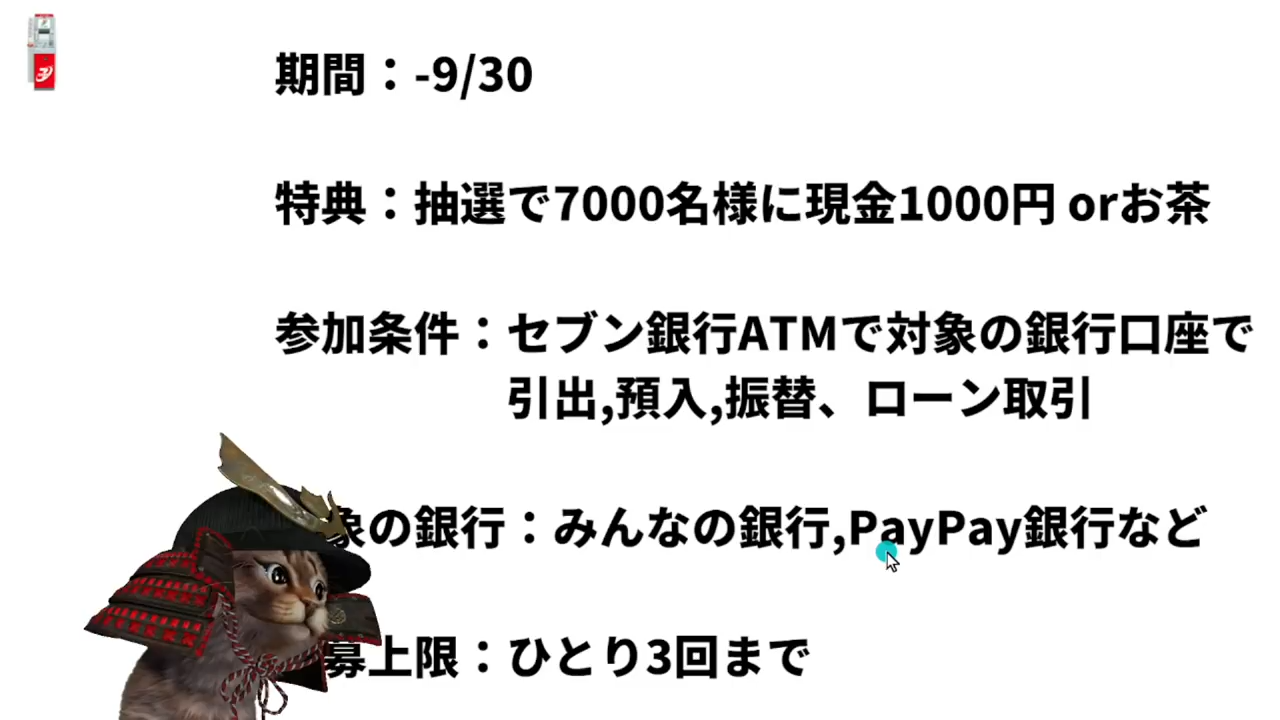 期間：-9/30
特典：抽選で7000名様に現金1000円 orお茶
参加条件：セブン銀行ATMで対象の銀行口座で
引出,預入,振替、ローン取引
象の銀行：みんなの銀行,PayPay銀行など
募上限：ひとり3回まで